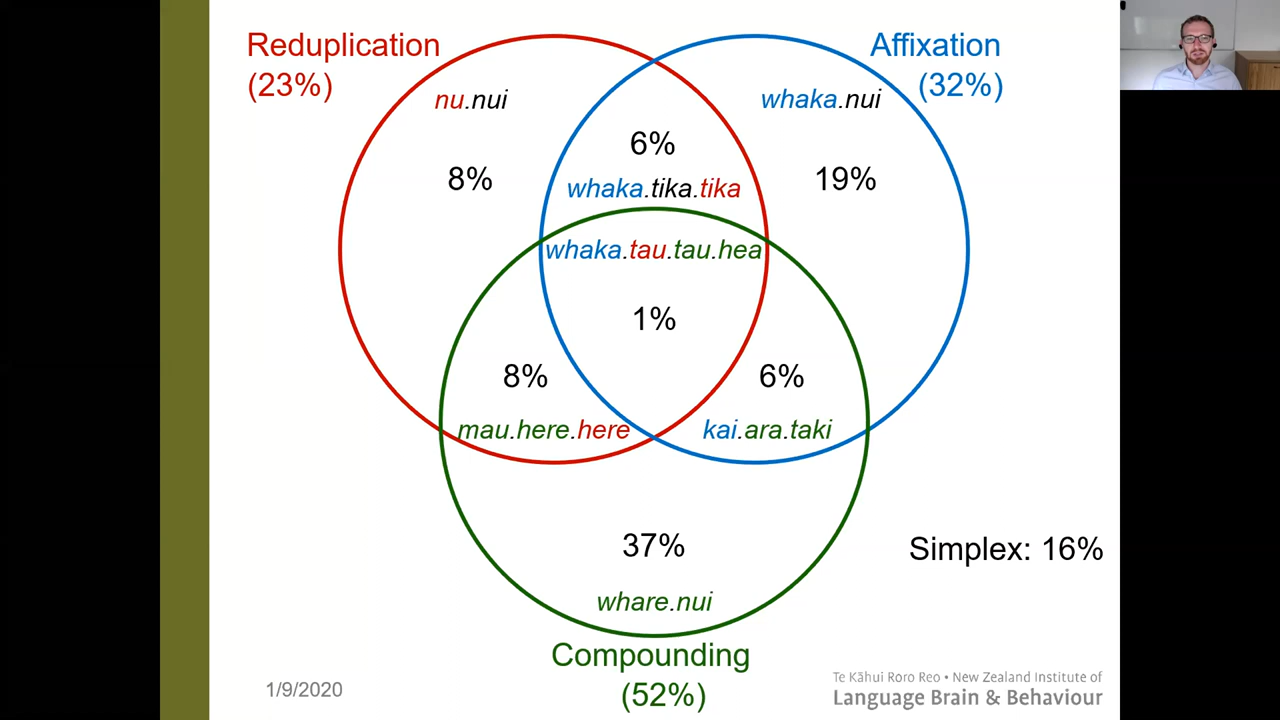 Reduplication
(23%)
Affixation
(32%)
nu.nui
whaka.nui
6%
8%
19%
whaka.tika.tika
whaka.tau.tau.hea
1%
8%
6%
mau.here.here
kai.ara.taki
37%
Simplex: 16%
whare.nui
Compounding
(52%)
1/9/2020
Te Kāhui Roro Reo • New Zealand Institute of
Language Brain & Behaviour